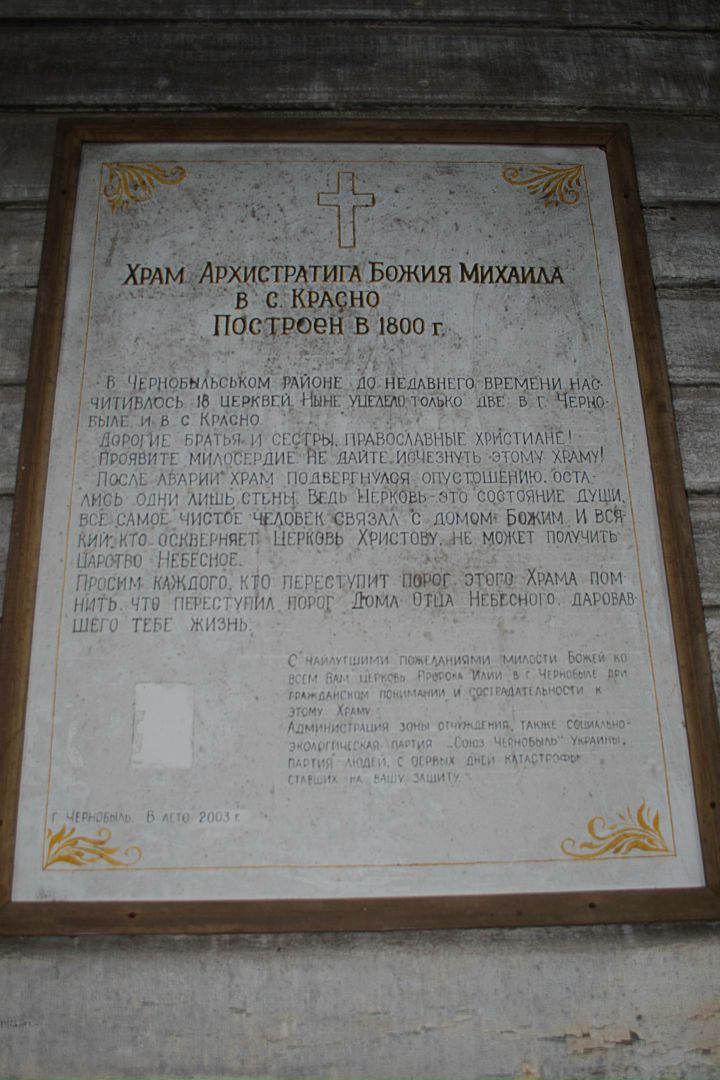 Храм Архистратига Божия Михаила
в с. Красно
Построен в 1800 г.
В Чернобыльськом районе до недавнего времени нас-
читивлось 18 церквей. Ныне уцелело только две в г. Черно-
быле и в с. Красно.
Дорогие братья и сестры, православные христиане!
Проявите милосердие. Не дайте исчезнуть этому храму!
После аварии храм подвергнулся опустошению. Оста-
лись одни лишь стены. Ведь Церковь - это состояние души,
всё самое чистое человек связал с домом Божим. И вся-
кий, кто оскверняет Церковь Христову, не может получить
Царство Небесное.
Просим каждого, кто переступит порог этого Храма пом-
нить, что переступил порог Дома Отца Небесного, даровав-
шего тебе жизнь.
С найлутшими пожеланиями милости Божей ко
всем Вам церковь Пророка Илии в г. Чернобыле при
гражданском понимании и сострадательности к
этому Храму.
Администрация зоны отчуждения, также социально-
экологическая партия „Союз Чернобыль" Украины,
партия людей, с первых дней катастрофы
ставших на вашу защиту.
г. Чернобыль. В лето 2003 г.